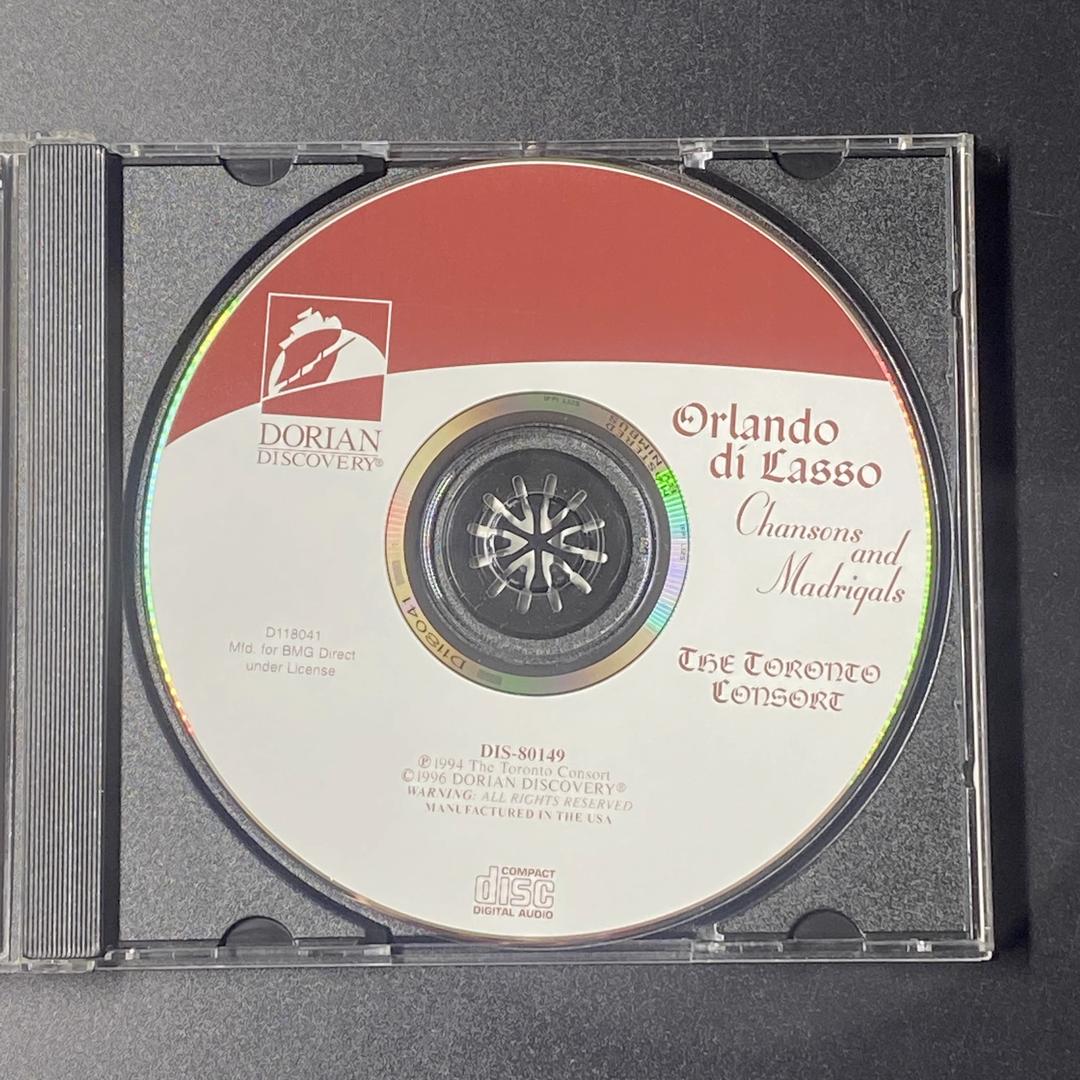 DORIAN
DISCOVERY®
Orlando
di Lasso
Chansons
and
Madrigals
THE TORONTO
CONSORT
D118041
Mfd. for BMG Direct
under License
D118041
DIS-80149
℗1994 The Toronto Consort
©1996 DORIAN DISCOVERY®
WARNING: ALL RIGHTS RESERVED
MANUFACTURED IN THE USA
COMPACT
disc
DIGITAL AUDIO